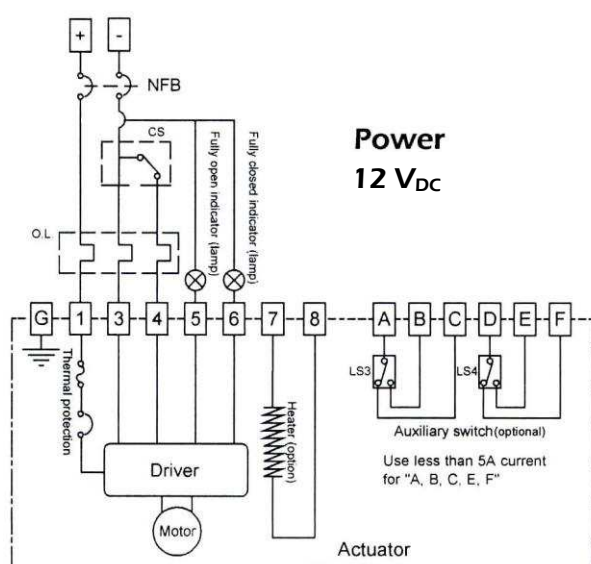 + -
NFB
CS
Power
12 VDC
Fully open indicator (lamp)
Fully closed indicator (lamp)
O.L
G 1 3 4 5 6 7 8 A B C D E F
Thermal protection
Heater (option)
LS3
LS4
Auxiliary switch(optional)
Use less than 5A current
for "A, B, C, E, F"
Driver
Motor
Actuator